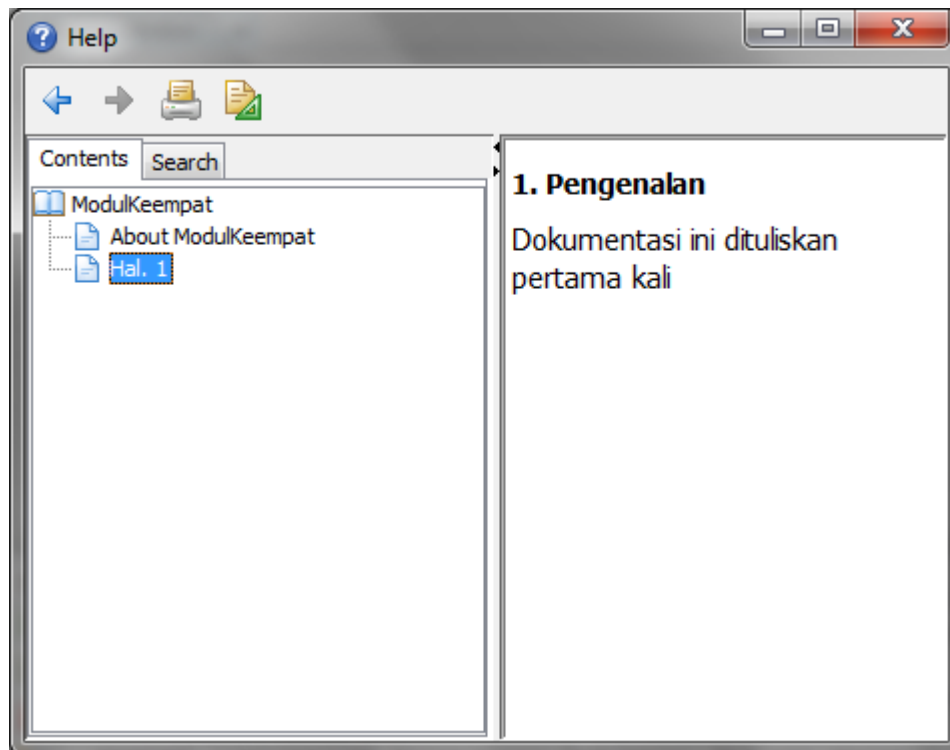 Help
Contents
Search
ModulKeempat
About ModulKeempat
Hal. 1
1. Pengenalan
Dokumentasi ini dituliskan
pertama kali